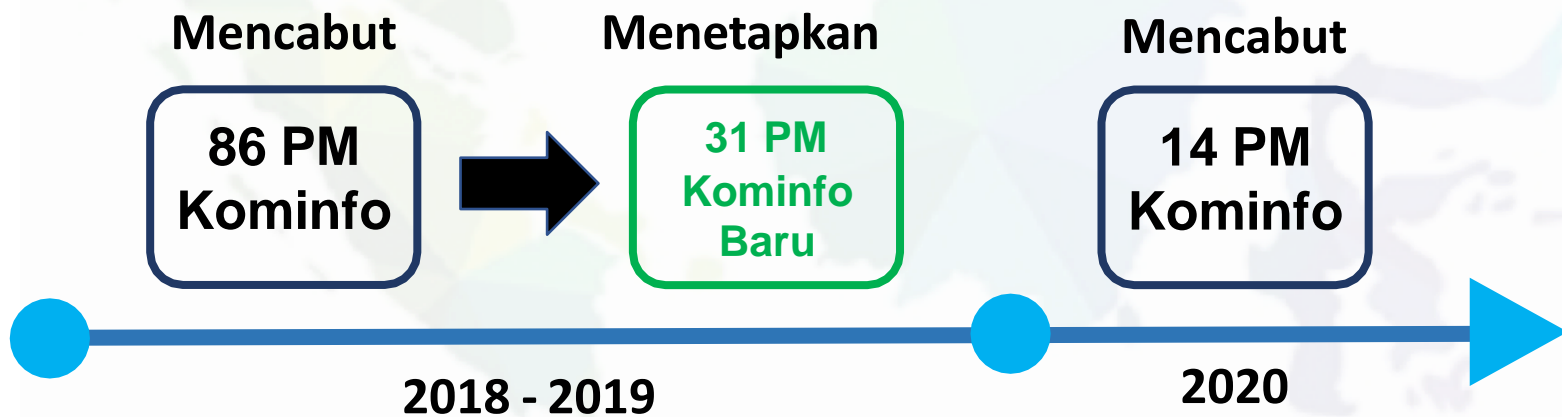 Mencabut
86 PM
Kominfo
Menetapkan
31 PM
Kominfo
Baru
Mencabut
14 PM
Kominfo
2018 - 2019
2020